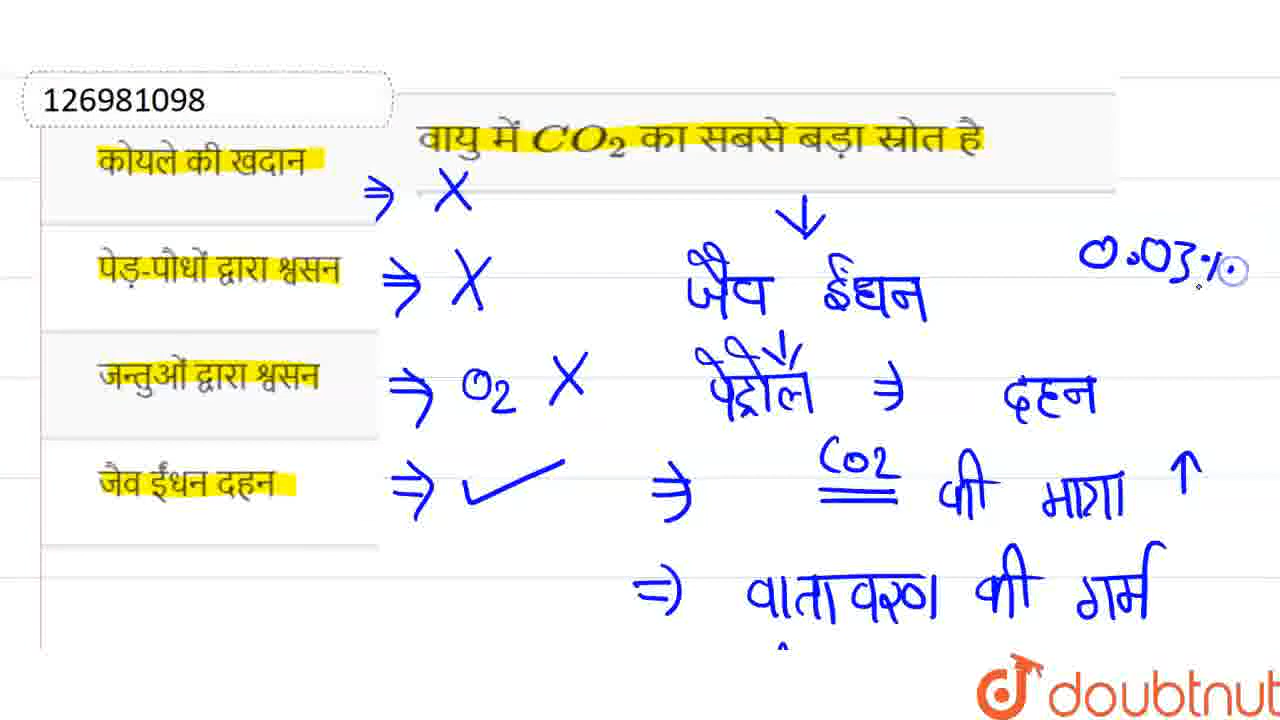 126981098
वायु में CO₂ का सबसे बड़ा स्रोत है
कोयले की खदान
⇒ X
पेड़-पोधों द्वारा श्वसन
⇒ X
जैव ईंधन
0.03%
जन्तुओं द्वारा श्वसन
⇒ O2 X
पेट्रोल ⇒ दहन
जैव ईंधन दहन
⇒ ✓
⇒ CO2 की मात्रा ↑
⇒ वातावरण की गर्म
doubtnut